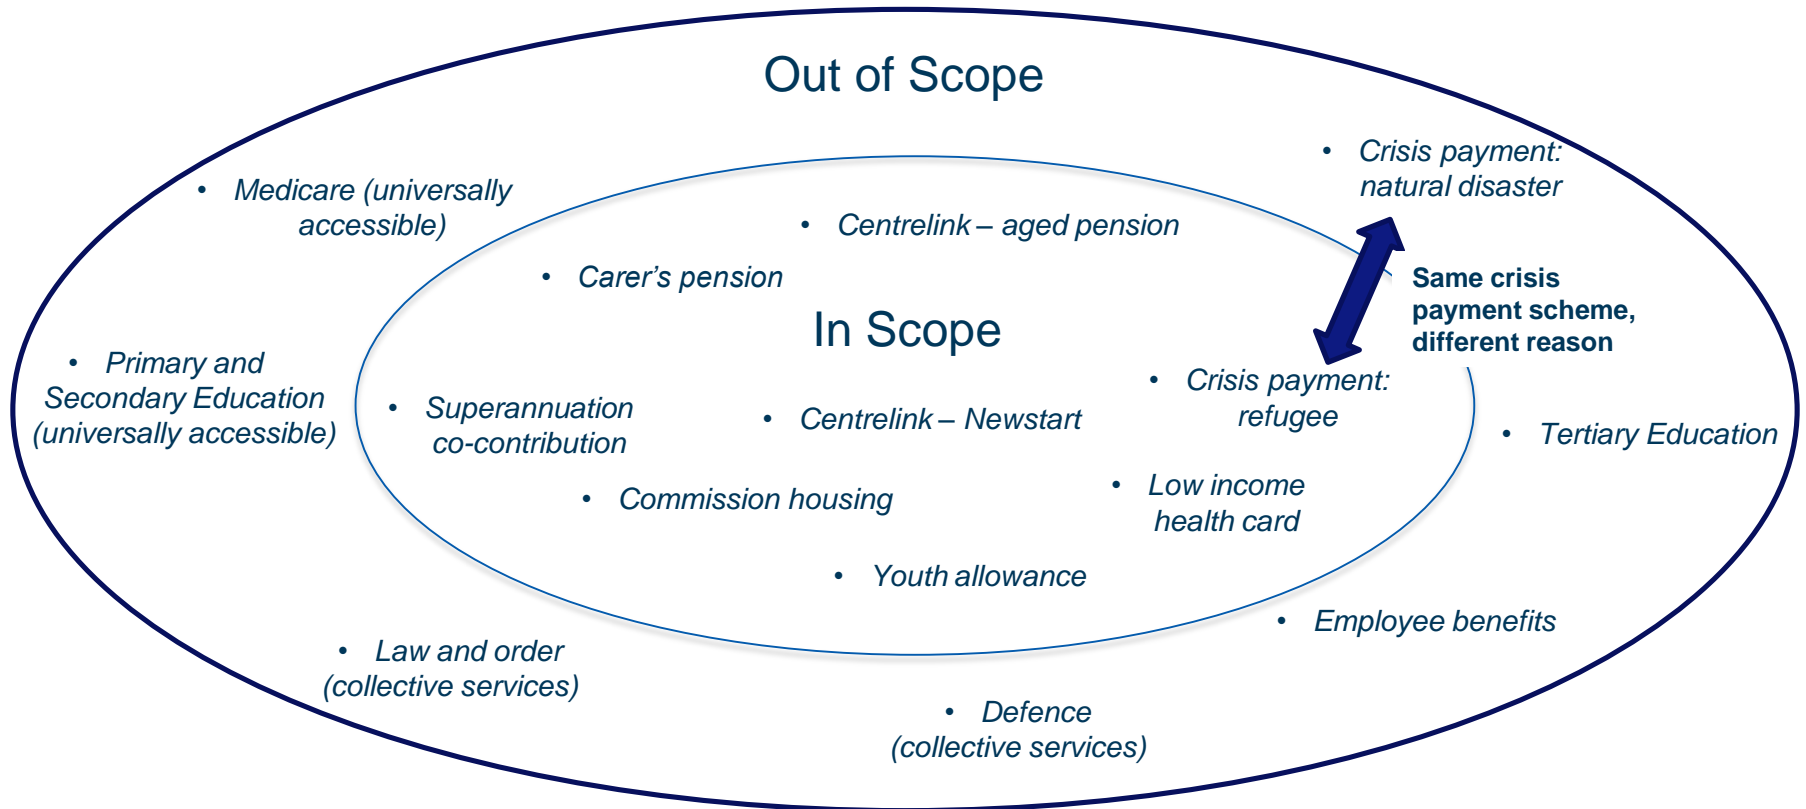 Out of Scope
• Crisis payment:
natural disaster
• Medicare (universally
accessible)
• Centrelink – aged pension
• Carer's pension
Same crisis
payment scheme,
different reason
In Scope
• Primary and
Secondary Education
(universally accessible)
• Superannuation
co-contribution
• Centrelink – Newstart
• Crisis payment:
refugee
• Tertiary Education
• Commission housing
• Low income
health card
• Youth allowance
• Employee benefits
• Law and order
(collective services)
• Defence
(collective services)